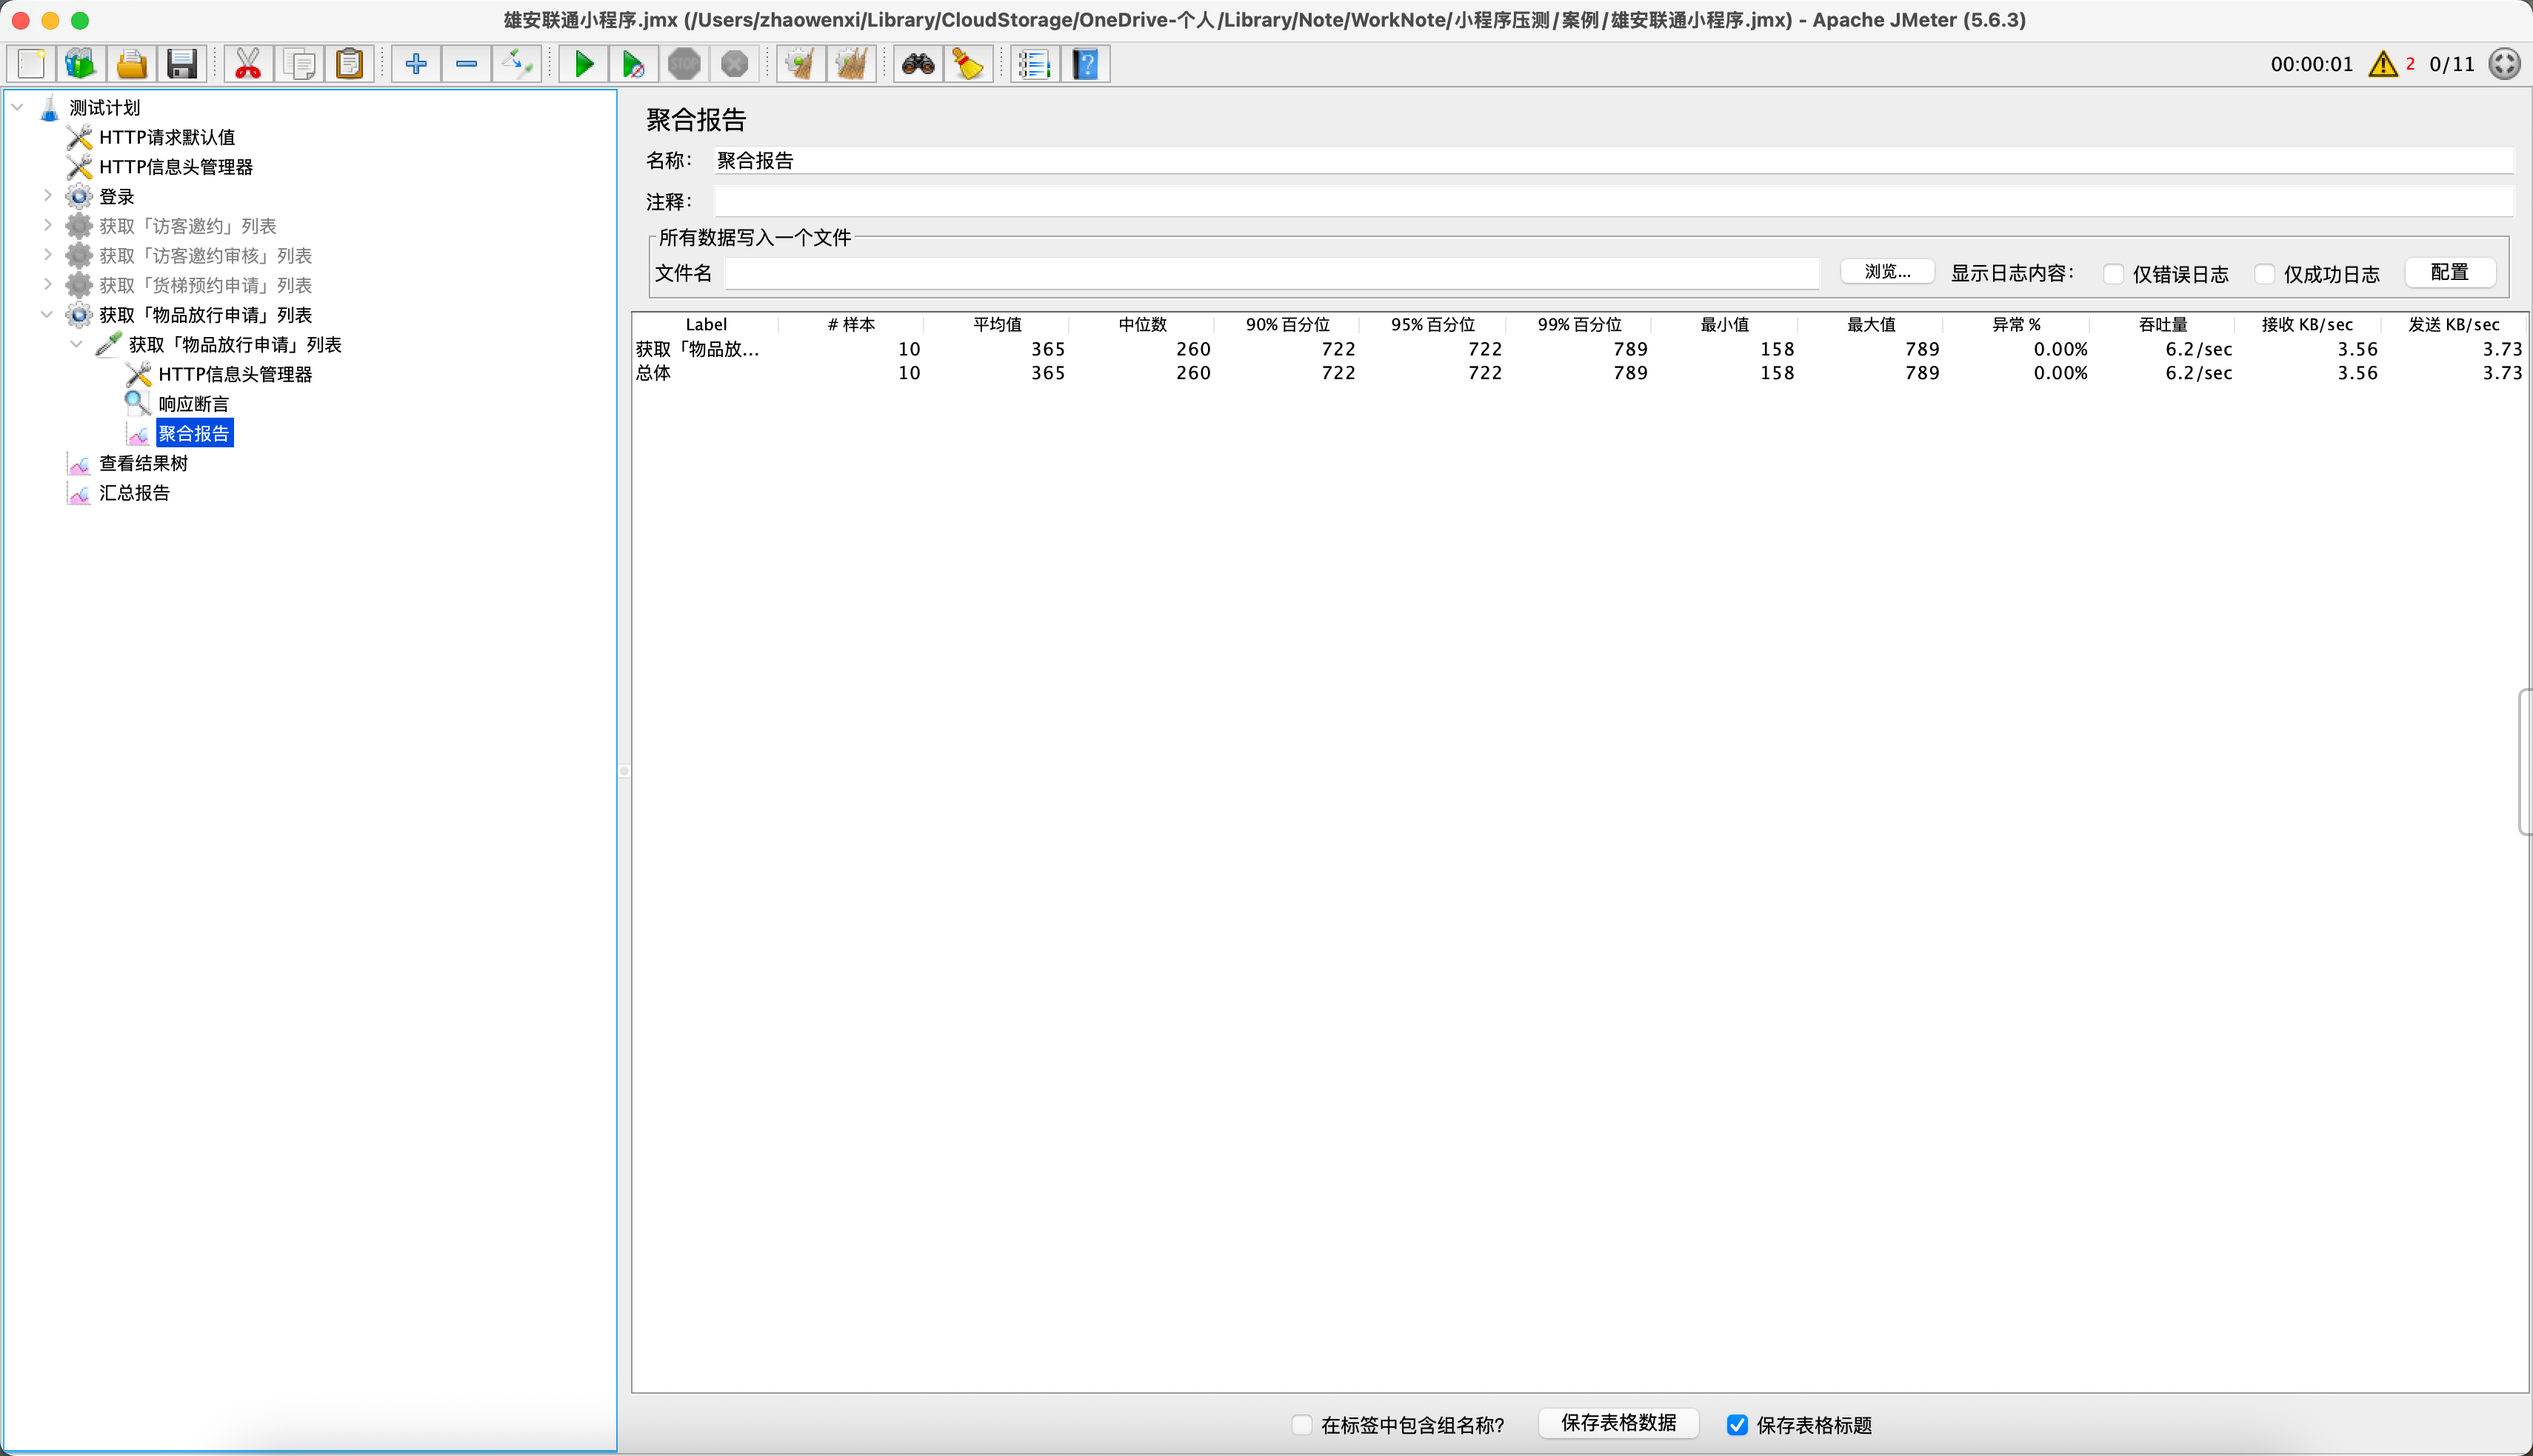 雄安联通小程序.jmx (/Users/zhaowenxi/Library/CloudStorage/OneDrive-个人/Library/Note/WorkNote/小程序压测/案例/雄安联通小程序.jmx) - Apache JMeter (5.6.3)
STOP
00:00:01 2 0/11
测试计划
HTTP请求默认值
HTTP信息头管理器
登录
获取「访客邀约」列表
获取「访客邀约审核」列表
获取「货梯预约申请」列表
获取「物品放行申请」列表
获取「物品放行申请」列表
HTTP信息头管理器
响应断言
聚合报告
查看结果树
汇总报告
聚合报告
名称： 聚合报告
注释：
所有数据写入一个文件
文件名 浏览... 显示日志内容： 仅错误日志 仅成功日志 配置
Label # 样本 平均值 中位数 90% 百分位 95% 百分位 99% 百分位 最小值 最大值 异常 % 吞吐量 接收 KB/sec 发送 KB/sec
获取「物品放... 10 365 260 722 722 789 158 789 0.00% 6.2/sec 3.56 3.73
总体 10 365 260 722 722 789 158 789 0.00% 6.2/sec 3.56 3.73
在标签中包含组名称? 保存表格数据 保存表格标题